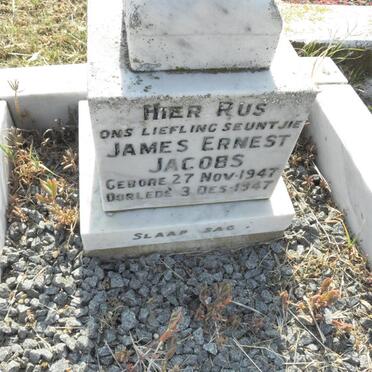 HIER RUS
ONS LIEFLING SEUNTJIE
JAMES ERNEST
JACOBS
GEBORE 27 NOV. 1947
OORLEDE 3 DES. 1947
SLAAP SAG